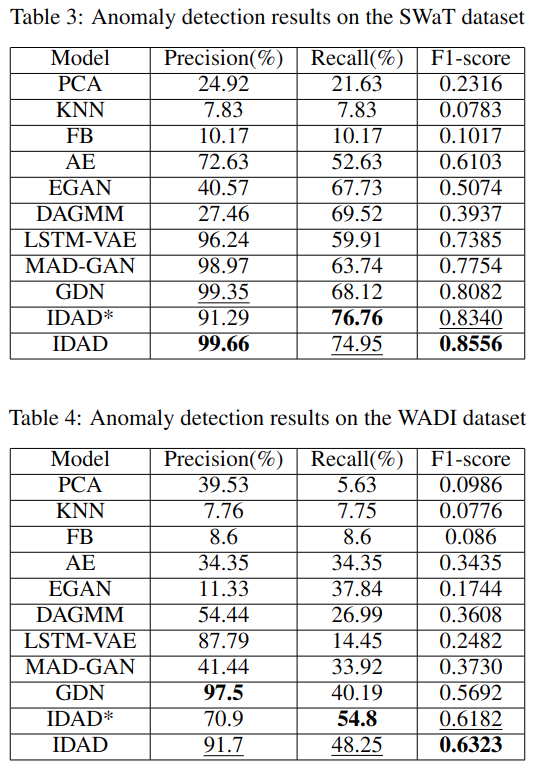 Table 3: Anomaly detection results on the SWaT dataset
Model Precision(%) Recall(%) F1-score
PCA 24.92 21.63 0.2316
KNN 7.83 7.83 0.0783
FB 10.17 10.17 0.1017
AE 72.63 52.63 0.6103
EGAN 40.57 67.73 0.5074
DAGMM 27.46 69.52 0.3937
LSTM-VAE 96.24 59.91 0.7385
MAD-GAN 98.97 63.74 0.7754
GDN 99.35 68.12 0.8082
IDAD* 91.29 76.76 0.8340
IDAD 99.66 74.95 0.8556
Table 4: Anomaly detection results on the WADI dataset
Model Precision(%) Recall(%) F1-score
PCA 39.53 5.63 0.0986
KNN 7.76 7.75 0.0776
FB 8.6 8.6 0.086
AE 34.35 34.35 0.3435
EGAN 11.33 37.84 0.1744
DAGMM 54.44 26.99 0.3608
LSTM-VAE 87.79 14.45 0.2482
MAD-GAN 41.44 33.92 0.3730
GDN 97.5 40.19 0.5692
IDAD* 70.9 54.8 0.6182
IDAD 91.7 48.25 0.6323